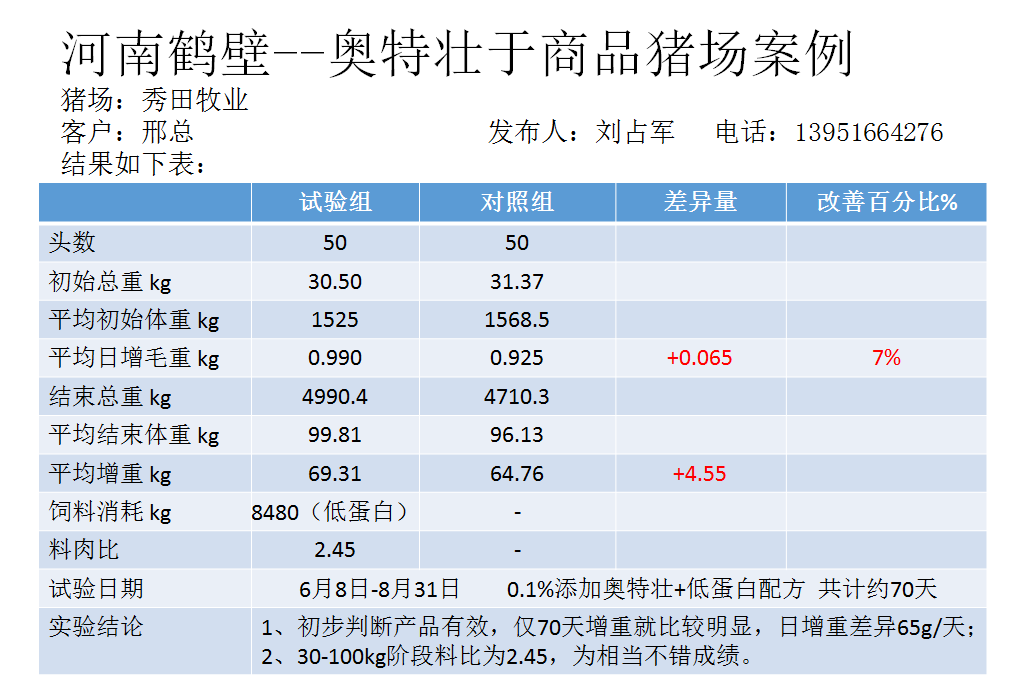 河南鹤壁--奥特壮于商品猪场案例
猪场：秀田牧业
客户：邢总 发布人：刘占军 电话：13951664276
结果如下表：
试验组 对照组 差异量 改善百分比%
头数 50 50
初始总重 kg 30.50 31.37
平均初始体重 kg 1525 1568.5
平均日增毛重 kg 0.990 0.925 +0.065 7%
结束总重 kg 4990.4 4710.3
平均结束体重 kg 99.81 96.13
平均增重 kg 69.31 64.76 +4.55
饲料消耗 kg 8480（低蛋白） -
料肉比 2.45 -
试验日期 6月8日-8月31日 0.1%添加奥特壮+低蛋白配方 共计约70天
实验结论 1、初步判断产品有效，仅70天增重就比较明显，日增重差异65g/天；
2、30-100kg阶段料比为2.45，为相当不错成绩。